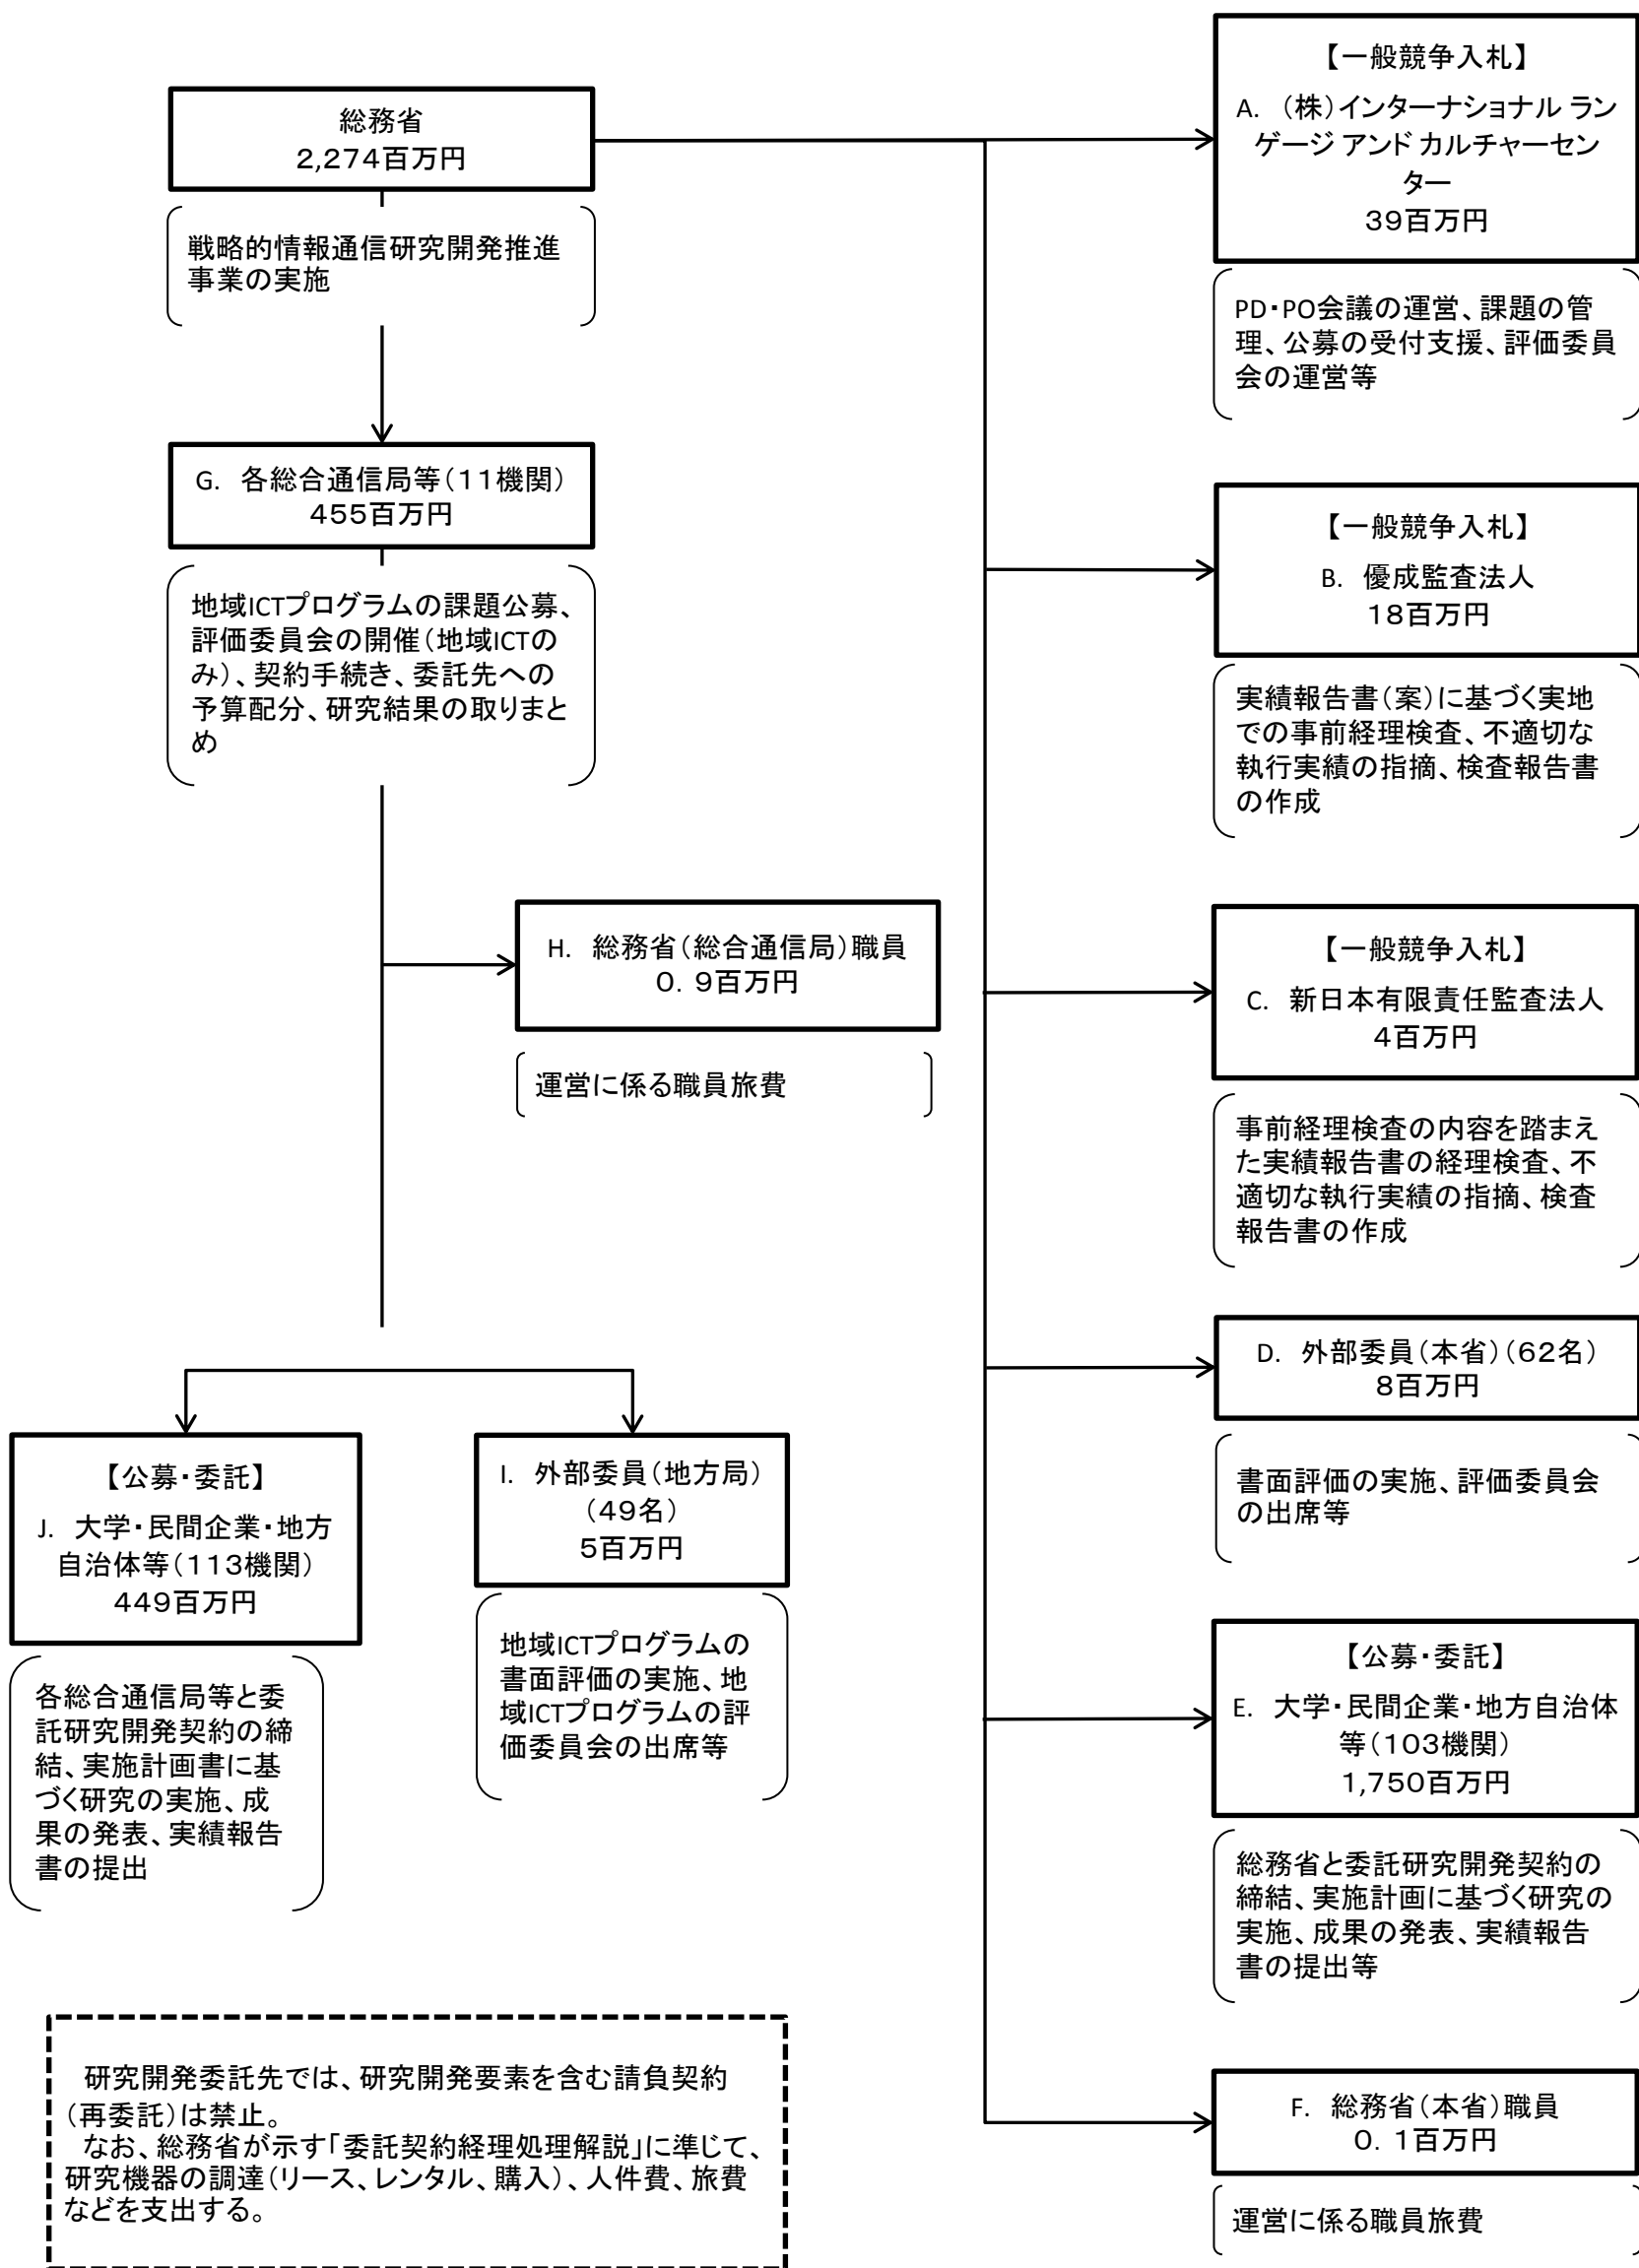 総務省
2,274百万円
戦略的情報通信研究開発推進
事業の実施
G. 各総合通信局等(11機関)
455百万円
地域ICTプログラムの課題公募、
評価委員会の開催(地域ICTの
み)、契約手続き、委託先への
予算配分、研究結果の取りまと
め
H. 総務省(総合通信局)職員
0.9百万円
運営に係る職員旅費
【公募・委託】
J. 大学・民間企業・地方
自治体等(113機関)
449百万円
各総合通信局等と委
託研究開発契約の締
結、実施計画書に基
づく研究の実施、成
果の発表、実績報告
書の提出
I. 外部委員(地方局)
(49名)
5百万円
地域ICTプログラムの
書面評価の実施、地
域ICTプログラムの評
価委員会の出席等
研究開発委託先では、研究開発要素を含む請負契約
(再委託)は禁止。
なお、総務省が示す「委託契約経理処理解説」に準じて、
研究機器の調達(リース、レンタル、購入)、人件費、旅費
などを支出する。
【一般競争入札】
A. (株)インターナショナル ラン
ゲージ アンド カルチャーセン
ター
39百万円
PD・PO会議の運営、課題の管
理、公募の受付支援、評価委員
会の運営等
【一般競争入札】
B. 優成監査法人
18百万円
実績報告書(案)に基づく実地
での事前経理検査、不適切な
執行実績の指摘、検査報告書
の作成
【一般競争入札】
C. 新日本有限責任監査法人
4百万円
事前経理検査の内容を踏まえ
た実績報告書の経理検査、不
適切な執行実績の指摘、検査
報告書の作成
D. 外部委員(本省)(62名)
8百万円
書面評価の実施、評価委員会
の出席等
【公募・委託】
E. 大学・民間企業・地方自治体
等(103機関)
1,750百万円
総務省と委託研究開発契約の
締結、実施計画に基づく研究の
実施、成果の発表、実績報告
書の提出等
F. 総務省(本省)職員
0.1百万円
運営に係る職員旅費